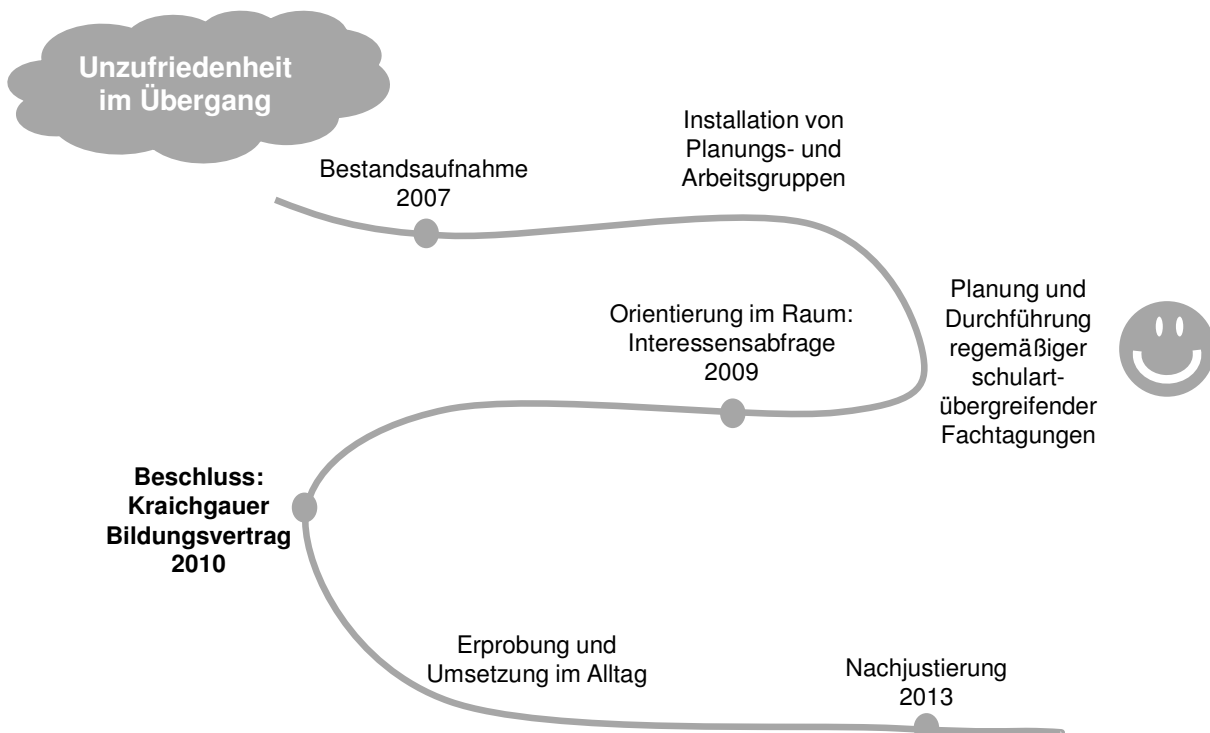 Unzufriedenheit
im Übergang
Bestandsaufnahme
2007
Installation von
Planungs- und
Arbeitsgruppen
Planung und
Durchführung
regemäßiger
schulart-
übergreifender
Fachtagungen
Orientierung im Raum:
Interessensabfrage
2009
Beschluss:
Kraichgauer
Bildungsvertrag
2010
Erprobung und
Umsetzung im Alltag
Nachjustierung
2013